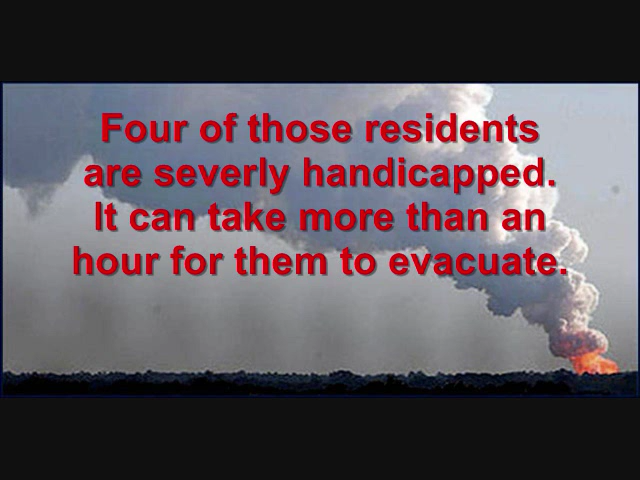 Four of those residents
are severly handicapped.
It can take more than an
hour for them to evacuate.